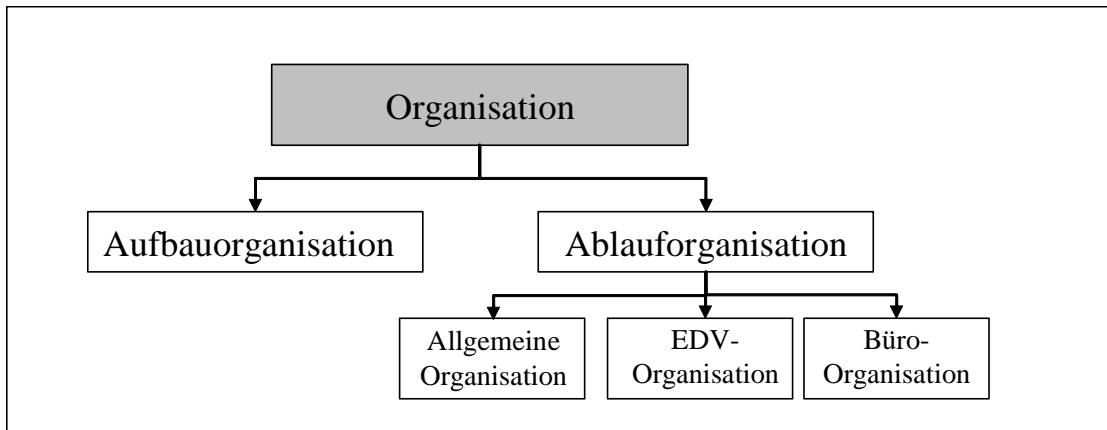 Organisation
Aufbauorganisation
Ablauforganisation
Allgemeine
Organisation
EDV-
Organisation
Büro-
Organisation